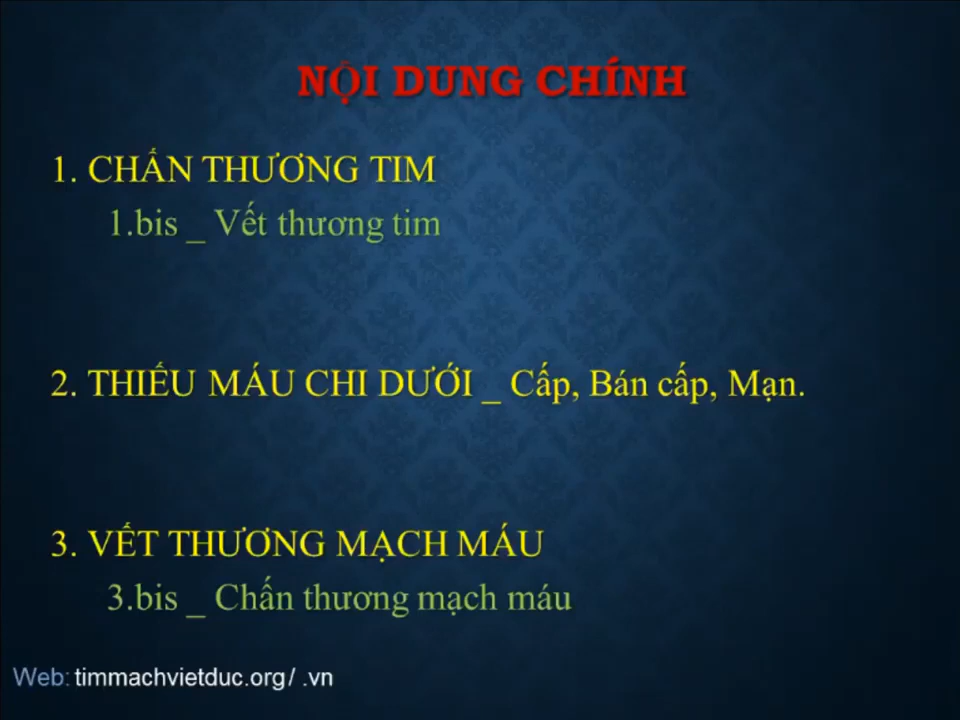 NỘI DUNG CHÍNH
1. CHẤN THƯƠNG TIM
1.bis _ Vết thương tim
2. THIẾU MÁU CHI DƯỚI _ Cấp, Bán cấp, Mạn.
3. VẾT THƯƠNG MẠCH MÁU
3.bis _ Chấn thương mạch máu
Web: timmachvietduc.org/ .vn